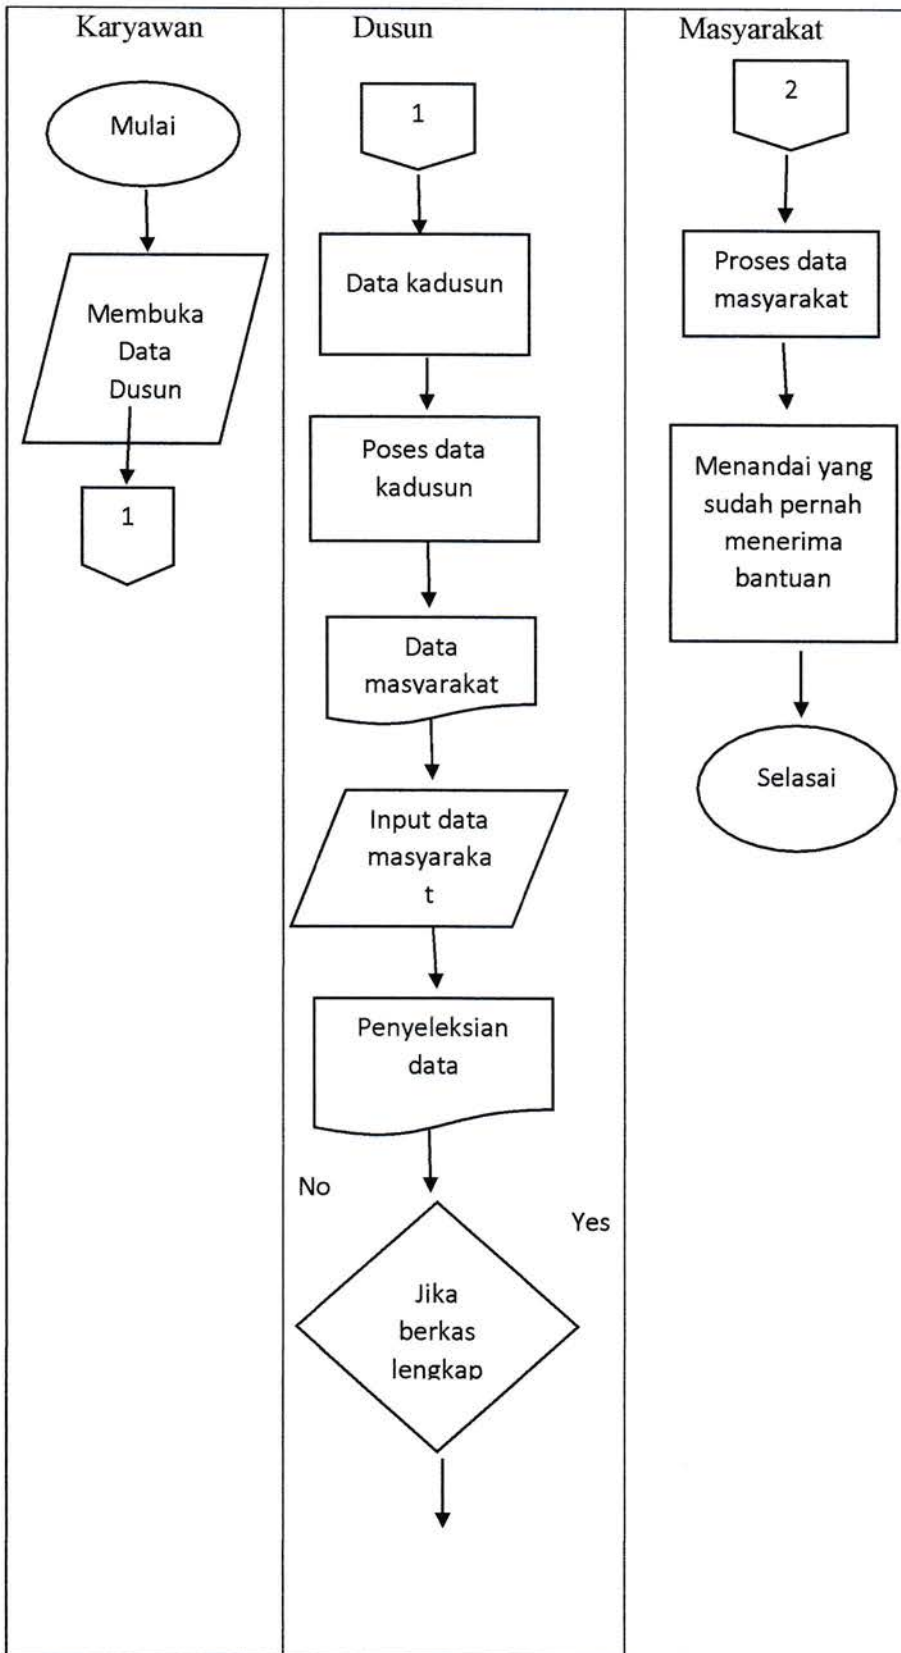 Karyawan
Mulai
Membuka
Data
Dusun
1
Dusun
1
Data kadusun
Poses data
kadusun
Data
masyarakat
Input data
masyaraka
t
Penyeleksian
data
No
Yes
Jika
berkas
lengkap
Masyarakat
2
Proses data
masyarakat
Menandai yang
sudah pernah
menerima
bantuan
Selasai